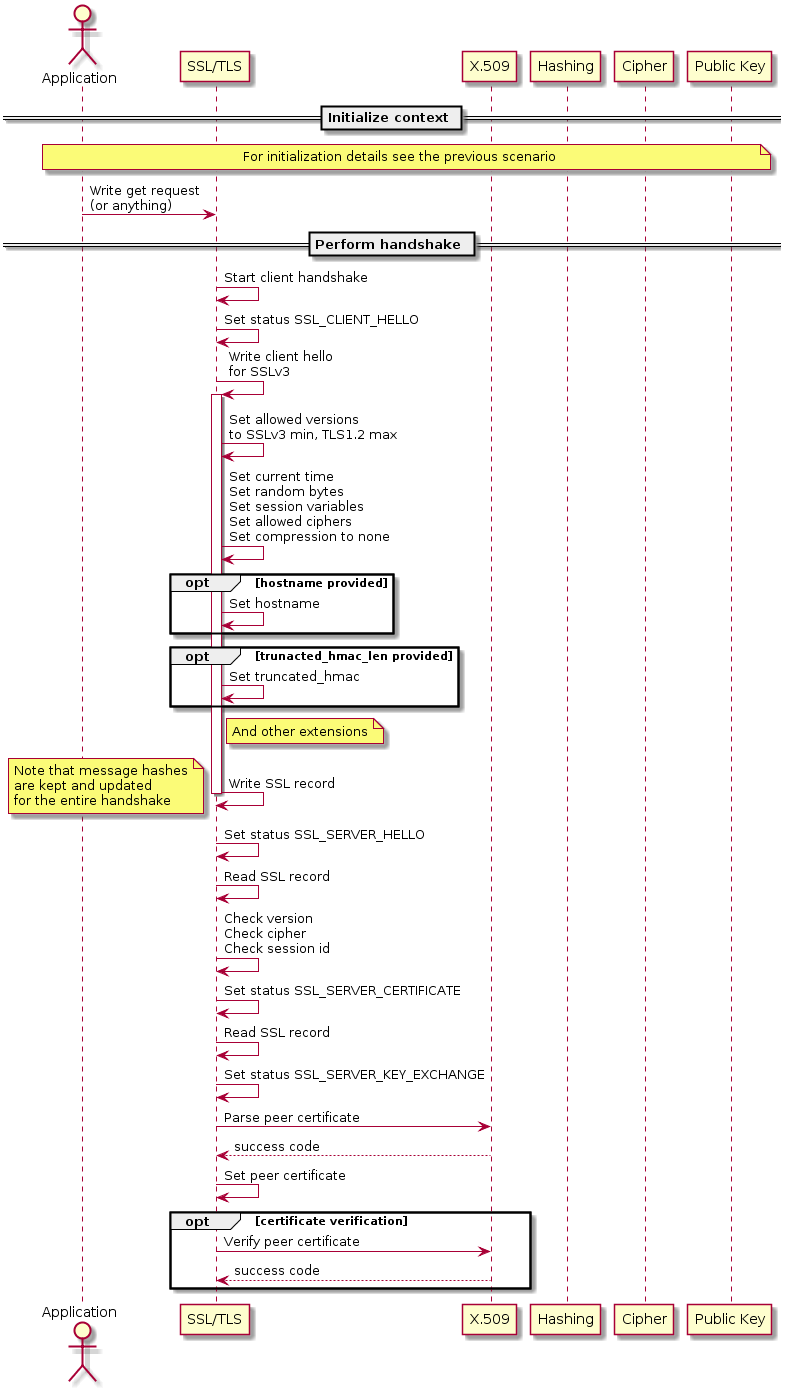 Application
SSL/TLS
X.509
Hashing
Cipher
Public Key
Initialize context
For initialization details see the previous scenario
Write get request
(or anything)
Perform handshake
Start client handshake
Set status SSL_CLIENT_HELLO
Write client hello
for SSLv3
Set allowed versions
to SSLv3 min, TLS1.2 max
Set current time
Set random bytes
Set session variables
Set allowed ciphers
Set compression to none
opt
[hostname provided]
Set hostname
opt
[trunacted_hmac_len provided]
Set truncated_hmac
And other extensions
Note that message hashes
are kept and updated
for the entire handshake
Write SSL record
Set status SSL_SERVER_HELLO
Read SSL record
Check version
Check cipher
Check session id
Set status SSL_SERVER_CERTIFICATE
Read SSL record
Set status SSL_SERVER_KEY_EXCHANGE
Parse peer certificate
success code
Set peer certificate
opt
[certificate verification]
Verify peer certificate
success code
Application
SSL/TLS
X.509
Hashing
Cipher
Public Key